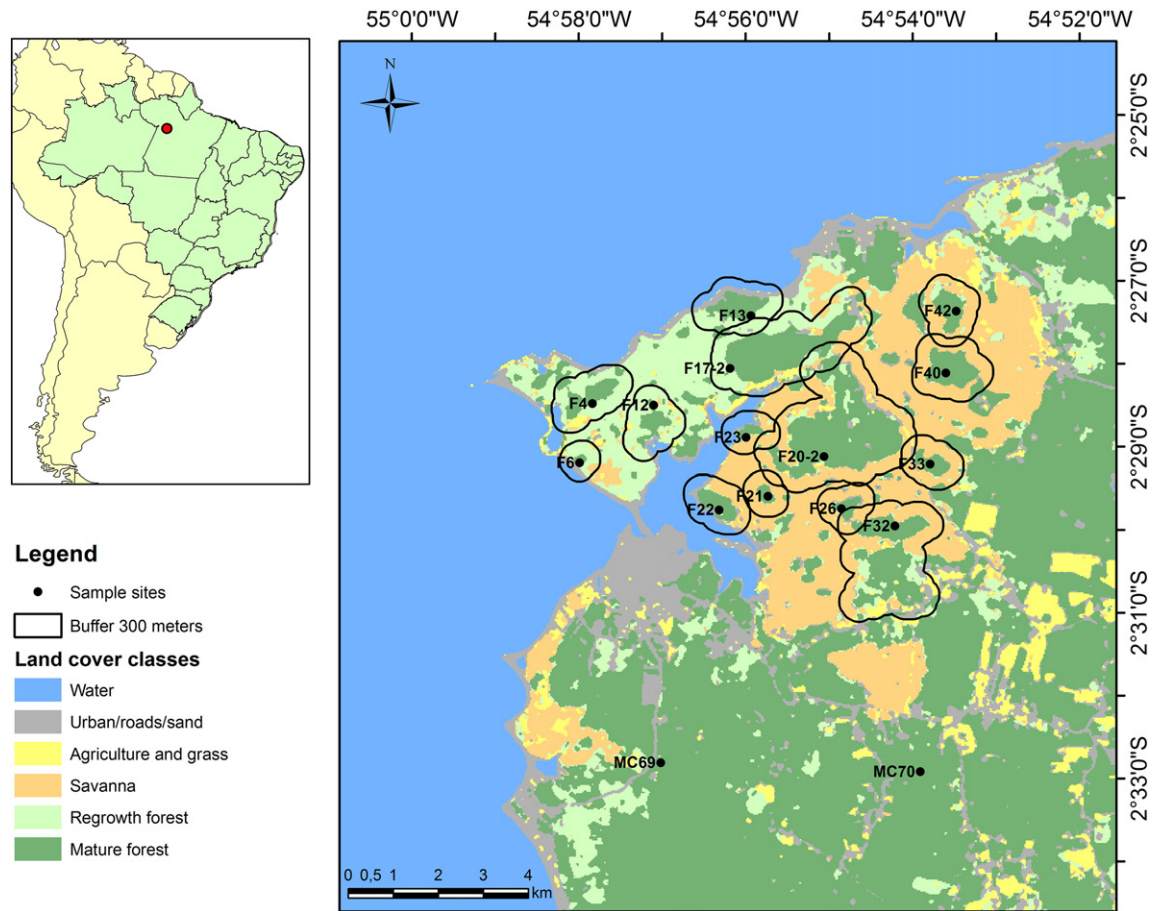 55°0'0"W 54°58'0"W 54°56'0"W 54°54'0"W 54°52'0"W
N
2°25'0"S
2°27'0"S
2°29'0"S
2°31'0"S
2°33'0"S
F13
F42
F17-2
F40
F4
F12
F23
F20-2
F33
F6
F21
F22
F26
F32
MC69
MC70
0 0,5 1 2 3 4
km
Legend
Sample sites
Buffer 300 meters
Land cover classes
Water
Urban/roads/sand
Agriculture and grass
Savanna
Regrowth forest
Mature forest